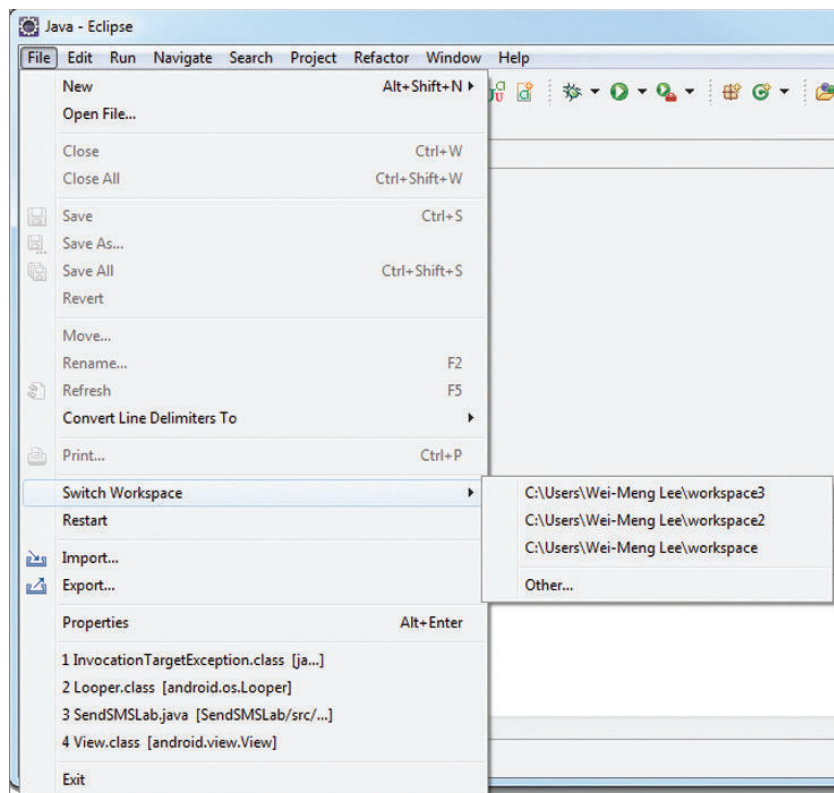 Java - Eclipse
File Edit Run Navigate Search Project Refactor Window Help
New Alt+Shift+N
Open File...
Close Ctrl+W
Close All Ctrl+Shift+W
Save Ctrl+S
Save As...
Save All Ctrl+Shift+S
Revert
Move...
Rename... F2
Refresh F5
Convert Line Delimiters To
Print... Ctrl+P
Switch Workspace
C:\Users\Wei-Meng Lee\workspace3
C:\Users\Wei-Meng Lee\workspace2
C:\Users\Wei-Meng Lee\workspace
Other...
Restart
Import...
Export...
Properties Alt+Enter
1 InvocationTargetException.class [ja...]
2 Looper.class [android.os.Looper]
3 SendSMSLab.java [SendSMSLab/src/...]
4 View.class [android.view.View]
Exit